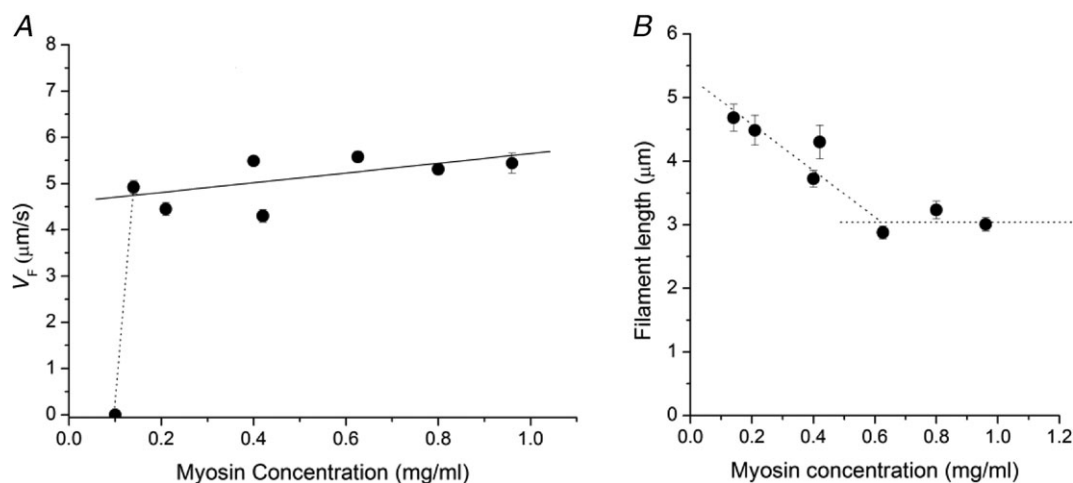 A
8
7
6
5
4
3
2
1
0
V_F (μm/s)
0.0 0.2 0.4 0.6 0.8 1.0
Myosin Concentration (mg/ml)
B
6
5
4
3
2
1
0
Filament length (μm)
0.0 0.2 0.4 0.6 0.8 1.0 1.2
Myosin concentration (mg/ml)